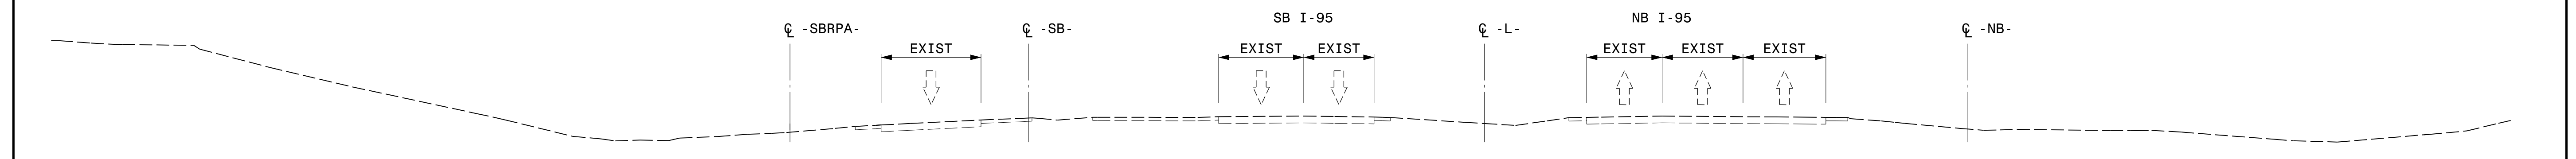 SB I-95
NB I-95
℄ -SBRPA-
℄ -SB-
℄ -L-
℄ -NB-
EXIST
EXIST
EXIST
EXIST
EXIST
EXIST